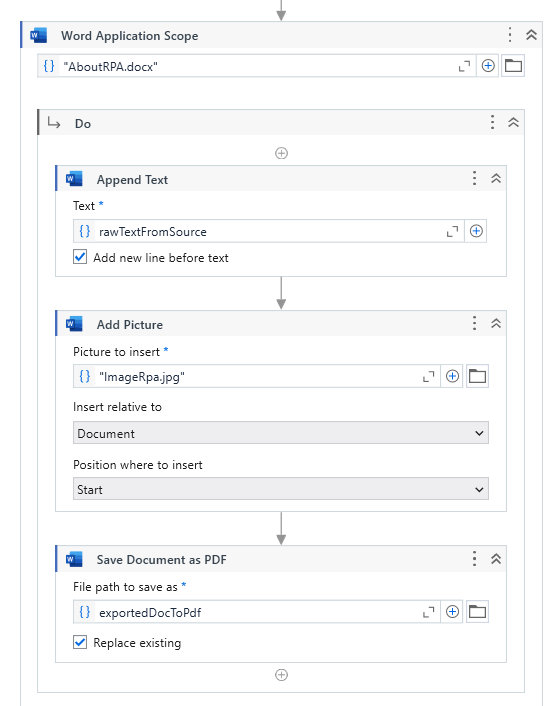 Word Application Scope
{} "AboutRPA.docx"
Do
Append Text
Text *
{} rawTextFromSource
Add new line before text
Add Picture
Picture to insert *
{} "ImageRpa.jpg"
Insert relative to
Document
Position where to insert
Start
Save Document as PDF
File path to save as *
{} exportedDocToPdf
Replace existing